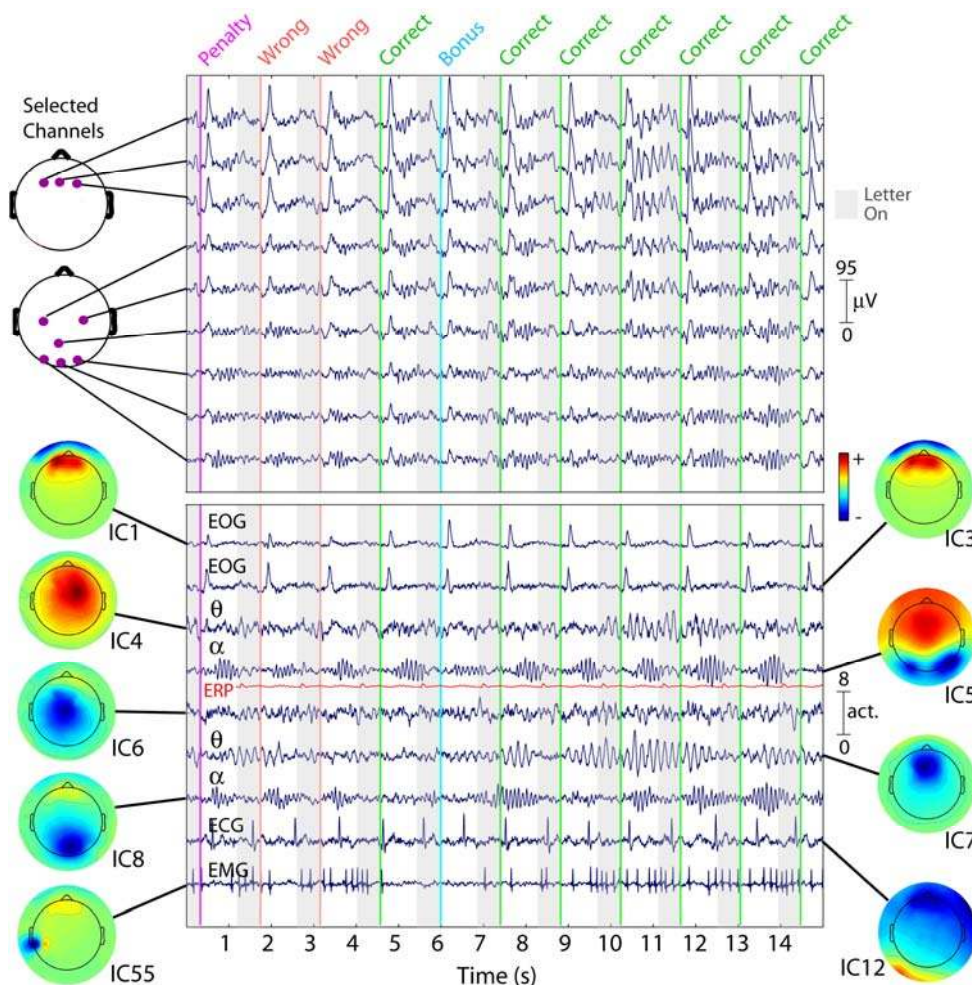 Penalty
Wrong
Wrong
Correct
Bonus
Correct
Correct
Correct
Correct
Correct
Correct
Selected
Channels
Letter
On
95
μV
0
+
-
IC1
EOG
IC3
EOG
IC4
θ
α
IC5
ERP
8
act.
0
IC6
θ
IC7
α
IC8
ECG
EMG
IC55
IC12
1 2 3 4 5 6 7 8 9 10 11 12 13 14
Time (s)